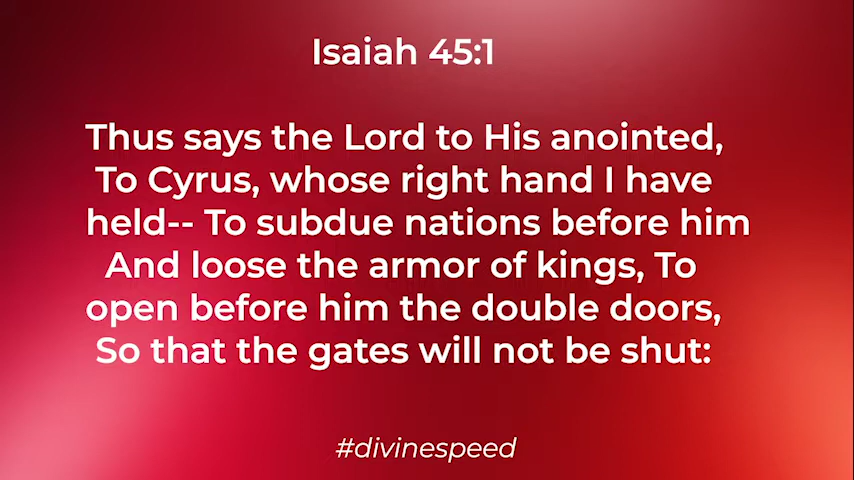 Isaiah 45:1
Thus says the Lord to His anointed,
To Cyrus, whose right hand I have
held-- To subdue nations before him
And loose the armor of kings, To
open before him the double doors,
So that the gates will not be shut:
#divinespeed